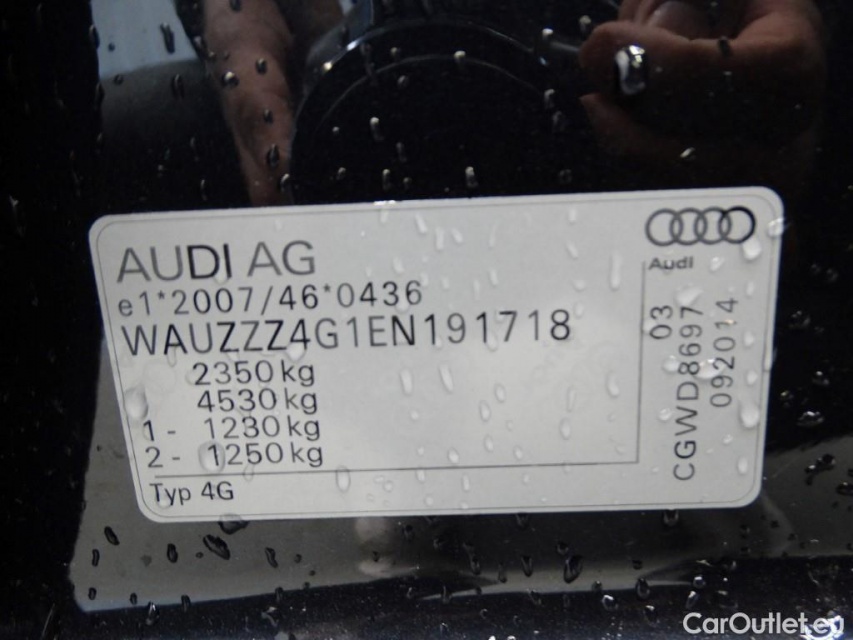 AUDI AG
e1*2007/46*0436
WAUZZZ4G1EN191718
2350 kg
4530 kg
1 - 1230 kg
2 - 1250 kg
Typ 4G
Audi
03
CGWD8697
092014
CarOutlet.eu